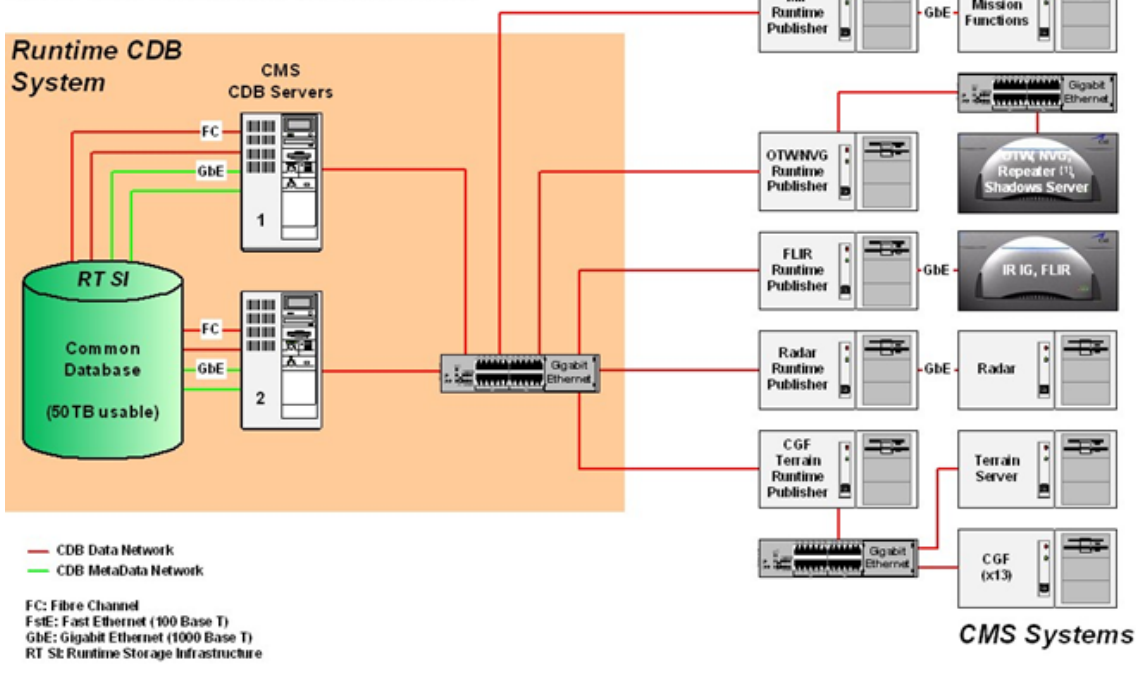 Runtime
Publisher
GbE
Mission
Functions
Runtime CDB
System
CMS
CDB Servers
FC
GbE
1
Gigabit
Ethernet
OTW/NVG
Runtime
Publisher
OTW, NVG,
Repeater [1],
Shadows Server
RT SI
Common
Database
(50 TB usable)
FC
GbE
2
Gigabit
Ethernet
FLIR
Runtime
Publisher
GbE
IR IG, FLIR
Radar
Runtime
Publisher
GbE
Radar
CGF
Terrain
Runtime
Publisher
Terrain
Server
Gigabit
Ethernet
CGF
(x13)
CDB Data Network
CDB MetaData Network
FC: Fibre Channel
FstE: Fast Ethernet (100 Base T)
GbE: Gigabit Ethernet (1000 Base T)
RT SI: Runtime Storage Infrastructure
CMS Systems